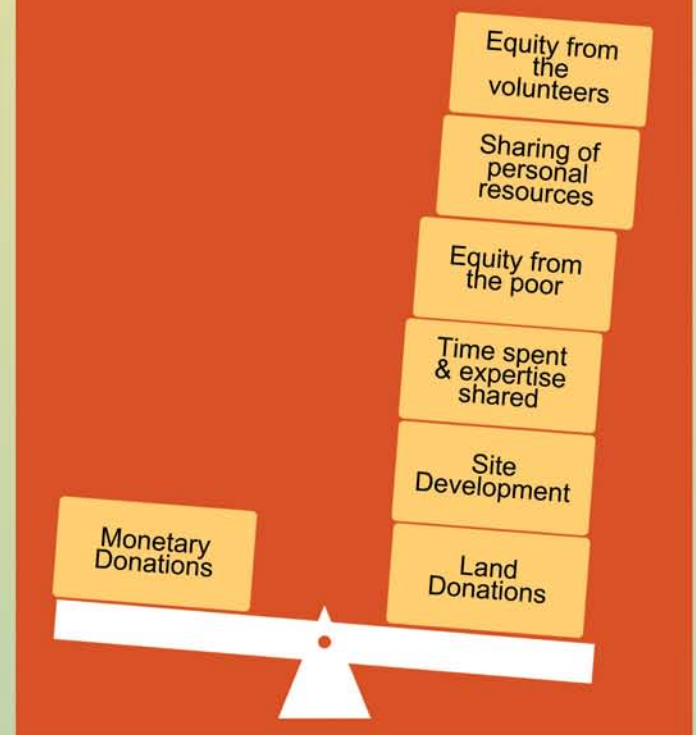 Equity from
the
volunteers
Sharing of
personal
resources
Equity from
the poor
Time spent
& expertise
shared
Site
Development
Monetary
Donations
Land
Donations